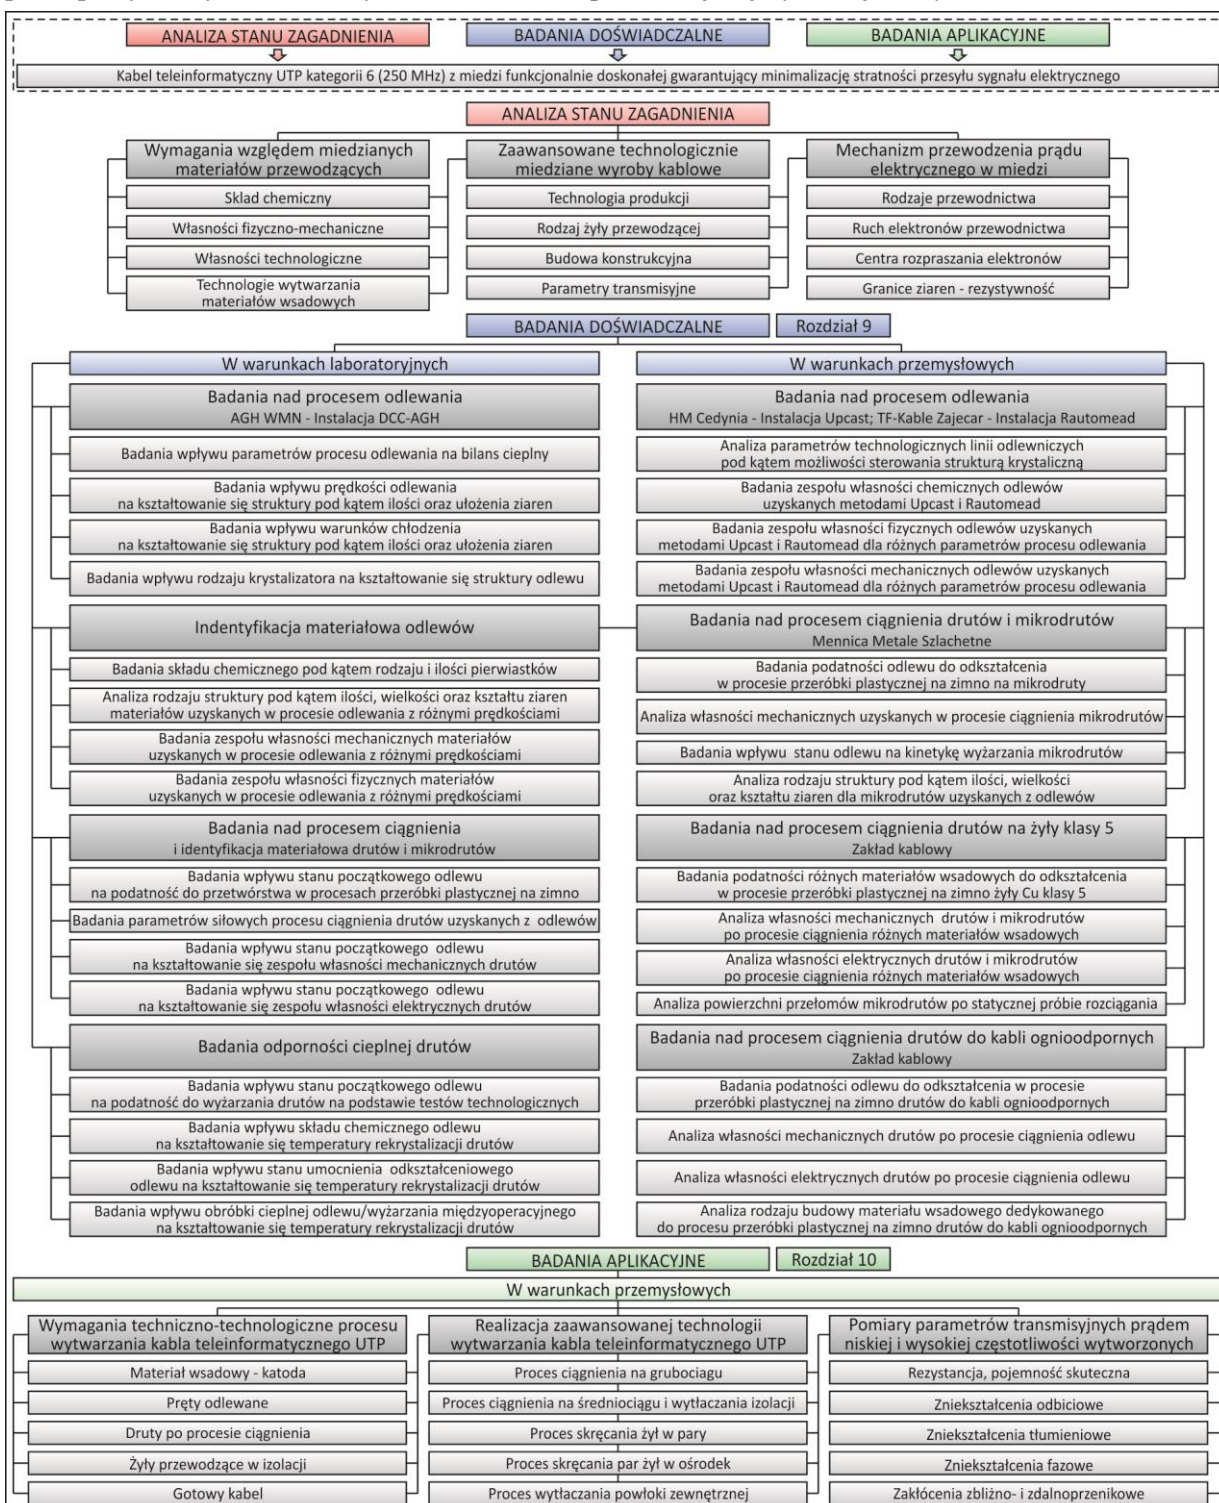 ANALIZA STANU ZAGADNIENIA
BADANIA DOŚWIADCZALNE
BADANIA APLIKACYJNE
Kabel teleinformatyczny UTP kategorii 6 (250 MHz) z miedzi funkcjonalnie doskonałej gwarantujący minimalizację stratności przesyłu sygnału elektrycznego
ANALIZA STANU ZAGADNIENIA
Wymagania względem miedzianych
materiałów przewodzących
Skład chemiczny
Własności fizyczno-mechaniczne
Własności technologiczne
Technologie wytwarzania
materiałów wsadowych
Zaawansowane technologicznie
miedziane wyroby kablowe
Technologia produkcji
Rodzaj żyły przewodzącej
Budowa konstrukcyjna
Parametry transmisyjne
Mechanizm przewodzenia prądu
elektrycznego w miedzi
Rodzaje przewodnictwa
Ruch elektronów przewodnictwa
Centra rozpraszania elektronów
Granice ziaren - rezystywność
BADANIA DOŚWIADCZALNE
Rozdział 9
W warunkach laboratoryjnych
Badania nad procesem odlewania
AGH WMN - Instalacja DCC-AGH
Badania wpływu parametrów procesu odlewania na bilans cieplny
Badania wpływu prędkości odlewania
na kształtowanie się struktury pod kątem ilości oraz ułożenia ziaren
Badania wpływu warunków chłodzenia
na kształtowanie się struktury pod kątem ilości oraz ułożenia ziaren
Badania wpływu rodzaju krystalizatora na kształtowanie się struktury odlewu
Indentyfikacja materiałowa odlewów
Badania składu chemicznego pod kątem rodzaju i ilości pierwiastków
Analiza rodzaju struktury pod kątem ilości, wielkości oraz kształtu ziaren
materiałów uzyskanych w procesie odlewania z różnymi prędkościami
Badania zespołu własności mechanicznych materiałów
uzyskanych w procesie odlewania z różnymi prędkościami
Badania zespołu własności fizycznych materiałów
uzyskanych w procesie odlewania z różnymi prędkościami
Badania nad procesem ciągnienia
i identyfikacja materiałowa drutów i mikrodrutów
Badania wpływu stanu początkowego odlewu
na podatność do przetwórstwa w procesach przeróbki plastycznej na zimno
Badania parametrów siłowych procesu ciągnienia drutów uzyskanych z odlewów
Badania wpływu stanu początkowego odlewu
na kształtowanie się zespołu własności mechanicznych drutów
Badania wpływu stanu początkowego odlewu
na kształtowanie się zespołu własności elektrycznych drutów
Badania odporności cieplnej drutów
Badania wpływu stanu początkowego odlewu
na podatność do wyżarzania drutów na podstawie testów technologicznych
Badania wpływu składu chemicznego odlewu
na kształtowanie się temperatury rekrystalizacji drutów
Badania wpływu stanu umocnienia odkształceniowego
odlewu na kształtowanie się temperatury rekrystalizacji drutów
Badania wpływu obróbki cieplnej odlewu/wyżarzania międzyoperacyjnego
na kształtowanie się temperatury rekrystalizacji drutów
W warunkach przemysłowych
Badania nad procesem odlewania
HM Cedynia - Instalacja Upcast; TF-Kable Zajecar - Instalacja Rautomead
Analiza parametrów technologicznych linii odlewniczych
pod kątem możliwości sterowania strukturą krystaliczną
Badania zespołu własności chemicznych odlewów
uzyskanych metodami Upcast i Rautomead
Badania zespołu własności fizycznych odlewów uzyskanych
metodami Upcast i Rautomead dla różnych parametrów procesu odlewania
Badania zespołu własności mechanicznych odlewów uzyskanych
metodami Upcast i Rautomead dla różnych parametrów procesu odlewania
Badania nad procesem ciągnienia drutów i mikrodrutów
Mennica Metale Szlachetne
Badania podatności odlewu do odkształcenia
w procesie przeróbki plastycznej na zimno na mikrodruty
Analiza własności mechanicznych uzyskanych w procesie ciągnienia mikrodrutów
Badania wpływu stanu odlewu na kinetykę wyżarzania mikrodrutów
Analiza rodzaju struktury pod kątem ilości, wielkości
oraz kształtu ziaren dla mikrodrutów uzyskanych z odlewów
Badania nad procesem ciągnienia drutów na żyły klasy 5
Zakład kablowy
Badania podatności różnych materiałów wsadowych do odkształcenia
w procesie przeróbki plastycznej na zimno żyły Cu klasy 5
Analiza własności mechanicznych drutów i mikrodrutów
po procesie ciągnienia różnych materiałów wsadowych
Analiza własności elektrycznych drutów i mikrodrutów
po procesie ciągnienia różnych materiałów wsadowych
Analiza powierzchni przełomów mikrodrutów po statycznej próbie rozciągania
Badania nad procesem ciągnienia drutów do kabli ognioodpornych
Zakład kablowy
Badania podatności odlewu do odkształcenia w procesie
przeróbki plastycznej na zimno drutów do kabli ognioodpornych
Analiza własności mechanicznych drutów po procesie ciągnienia odlewu
Analiza własności elektrycznych drutów po procesie ciągnienia odlewu
Analiza rodzaju budowy materiału wsadowego dedykowanego
do procesu przeróbki plastycznej na zimno drutów do kabli ognioodpornych
BADANIA APLIKACYJNE
Rozdział 10
W warunkach przemysłowych
Wymagania techniczno-technologiczne procesu
wytwarzania kabla teleinformatycznego UTP
Materiał wsadowy - katoda
Pręty odlewane
Druty po procesie ciągnienia
Żyły przewodzące w izolacji
Gotowy kabel
Realizacja zaawansowanej technologii
wytwarzania kabla teleinformatycznego UTP
Proces ciągnienia na grubociągu
Proces ciągnienia na średniociągu i wytłaczania izolacji
Proces skręcania żył w pary
Proces skręcania par żył w ośrodek
Proces wytłaczania powłoki zewnętrznej
Pomiary parametrów transmisyjnych prądem
niskiej i wysokiej częstotliwości wytworzonych
Rezystancja, pojemność skuteczna
Zniekształcenia odbiciowe
Zniekształcenia tłumieniowe
Zniekształcenia fazowe
Zakłócenia zbliżno- i zdalnoprzenikowe